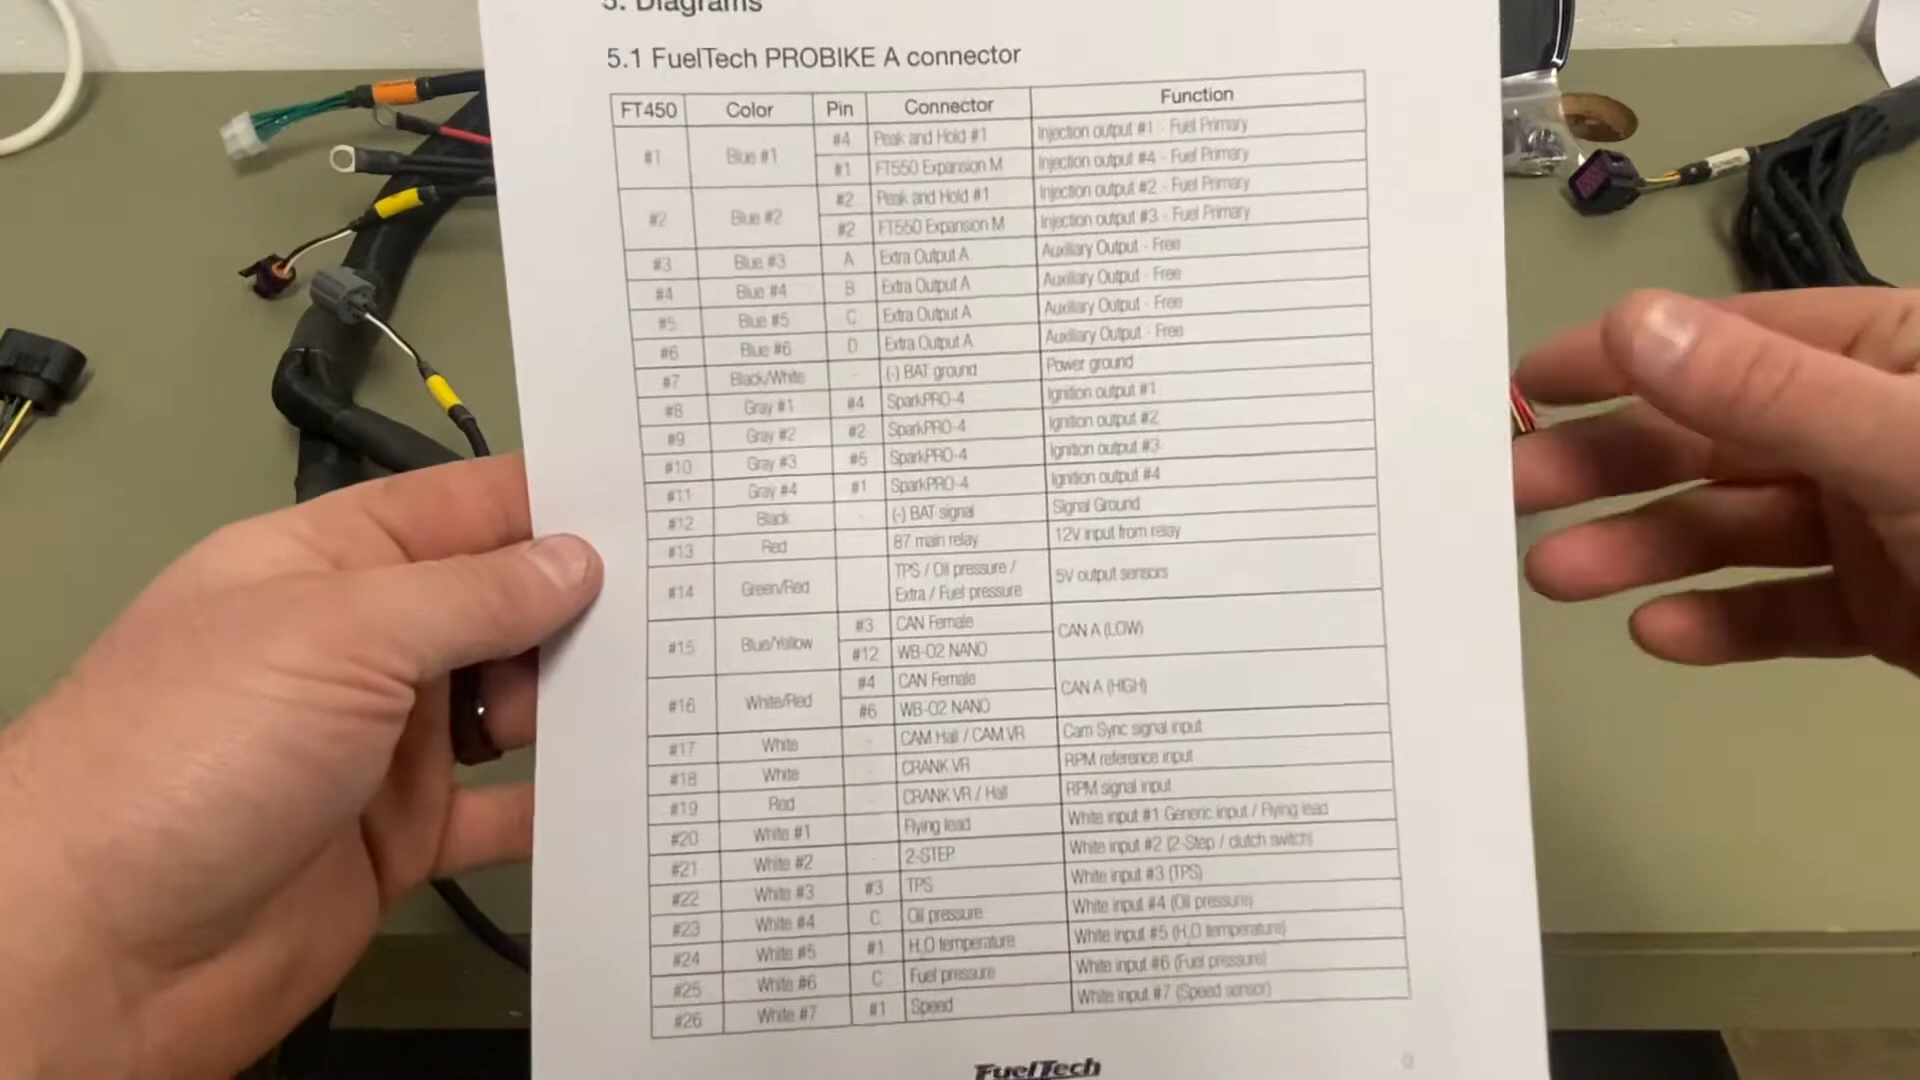 5. Diagrams
5.1 FuelTech PROBIKE A connector
FT450 Color Pin Connector Function
#1 Blue #1 #4 Peak and Hold #1 Injection output #1 - Fuel Primary
#1 FT550 Expansion M Injection output #4 - Fuel Primary
#2 Blue #2 #2 Peak and Hold #1 Injection output #2 - Fuel Primary
#2 FT550 Expansion M Injection output #3 - Fuel Primary
#3 Blue #3 A Extra Output A Auxiliary Output - Free
#4 Blue #4 B Extra Output A Auxiliary Output - Free
#5 Blue #5 C Extra Output A Auxiliary Output - Free
#6 Blue #6 D Extra Output A Auxiliary Output - Free
#7 Black/White - (-) BAT ground Power ground
#8 Gray #1 #4 SparkPRO-4 Ignition output #1
#9 Gray #2 #2 SparkPRO-4 Ignition output #2
#10 Gray #3 #5 SparkPRO-4 Ignition output #3
#11 Gray #4 #1 SparkPRO-4 Ignition output #4
#12 Black - (-) BAT signal Signal Ground
#13 Red 87 main relay 12V input from relay
#14 Green/Red TPS / Oil pressure / Extra / Fuel pressure 5V output sensors
#15 Blue/Yellow #3 CAN Female CAN A (LOW)
#12 WB-O2 NANO
#16 White/Red #4 CAN Female CAN A (HIGH)
#6 WB-O2 NANO
#17 White - CAM Hall / CAM VR Cam Sync signal input
#18 White CRANK VR RPM reference input
#19 Red - CRANK VR / Hall RPM signal input
#20 White #1 Flying lead White input #1 Generic input / Flying lead
#21 White #2 - 2-STEP White input #2 (2-Step / clutch switch)
#22 White #3 #3 TPS White input #3 (TPS)
#23 White #4 C Oil pressure White input #4 (Oil pressure)
#24 White #5 #1 H2O temperature White input #5 (H2O temperature)
#25 White #6 C Fuel pressure White input #6 (Fuel pressure)
#26 White #7 #1 Speed White input #7 (Speed sensor)
FuelTech